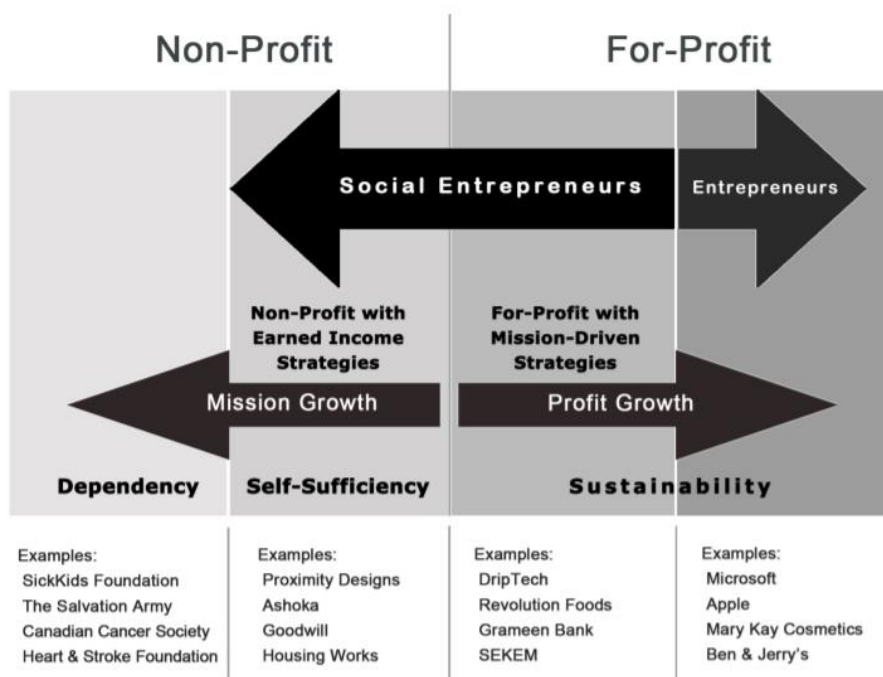 Non-Profit
For-Profit
Social Entrepreneurs
Entrepreneurs
Non-Profit with
Earned Income
Strategies
For-Profit with
Mission-Driven
Strategies
Mission Growth
Profit Growth
Dependency
Self-Sufficiency
Sustainability
Examples:
SickKids Foundation
The Salvation Army
Canadian Cancer Society
Heart & Stroke Foundation
Examples:
Proximity Designs
Ashoka
Goodwill
Housing Works
Examples:
DripTech
Revolution Foods
Grameen Bank
SEKEM
Examples:
Microsoft
Apple
Mary Kay Cosmetics
Ben & Jerry's